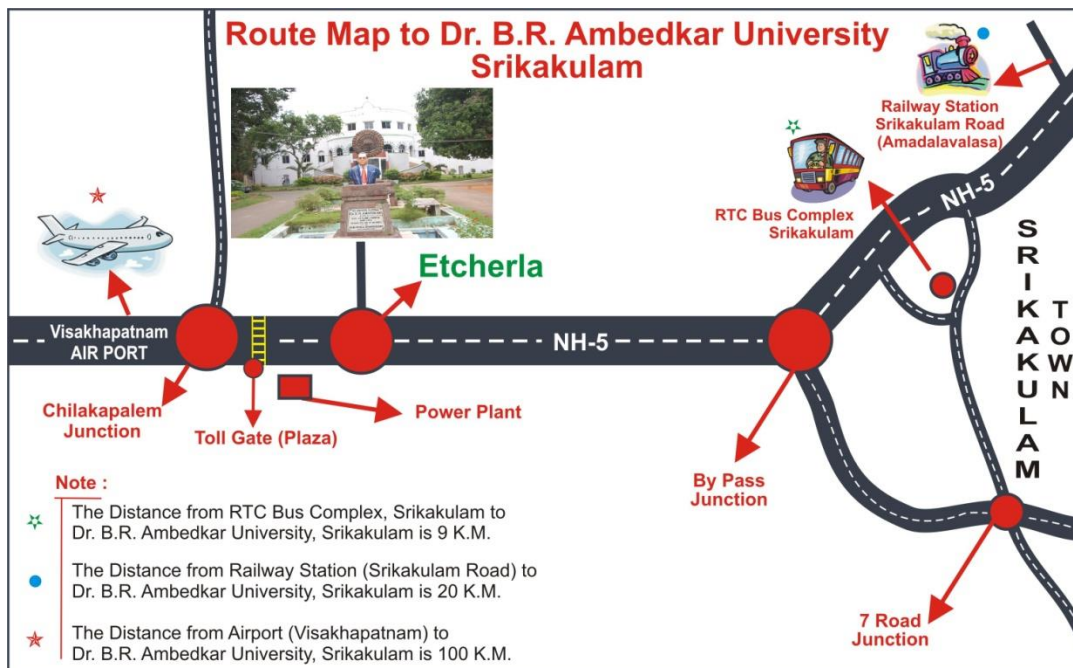 Route Map to Dr. B.R. Ambedkar University
Srikakulam
Railway Station
Srikakulam Road
(Amadalavalasa)
RTC Bus Complex
Srikakulam
NH-5
SRIKAKULAM
TOWN
Etcherla
Visakhapatnam
AIR PORT
NH-5
Chilakapalem
Junction
Toll Gate (Plaza)
Power Plant
By Pass
Junction
7 Road
Junction
Note :
The Distance from RTC Bus Complex, Srikakulam to
Dr. B.R. Ambedkar University, Srikakulam is 9 K.M.
The Distance from Railway Station (Srikakulam Road) to
Dr. B.R. Ambedkar University, Srikakulam is 20 K.M.
The Distance from Airport (Visakhapatnam) to
Dr. B.R. Ambedkar University, Srikakulam is 100 K.M.